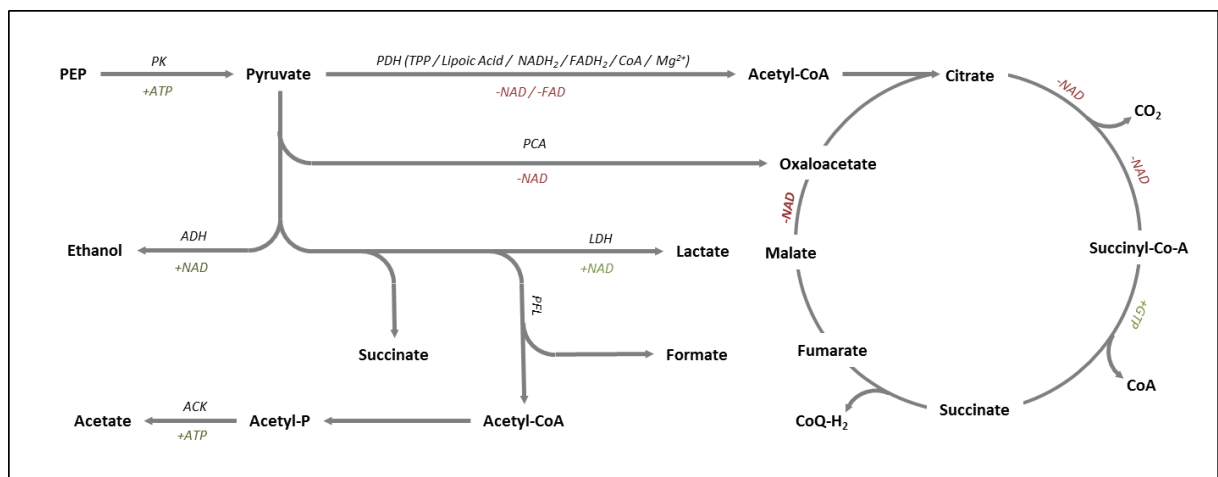 PK
PDH (TPP / Lipoic Acid / NADH₂ / FADH₂ / CoA / Mg²⁺)
PEP
Pyruvate
Acetyl-CoA
Citrate
+ATP
-NAD / -FAD
-NAD
CO₂
PCA
Oxaloacetate
-NAD
-NAD
-NAD
ADH
LDH
Ethanol
Lactate
Malate
Succinyl-Co-A
+NAD
+NAD
PFL
+GTP
Succinate
Formate
Fumarate
CoA
ACK
Succinate
Acetate
Acetyl-P
Acetyl-CoA
CoQ-H₂
+ATP